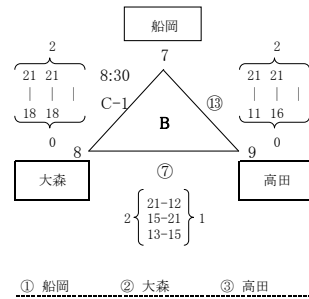 船岡
2 7 2
21 21 8:30 21 21
| | | C-1 ⑬ | | |
18 18 B 11 16
0 8 9 0
大森 ⑦ 高田
21-12
2 15-21 1
13-15
① 船岡 ② 大森 ③ 高田